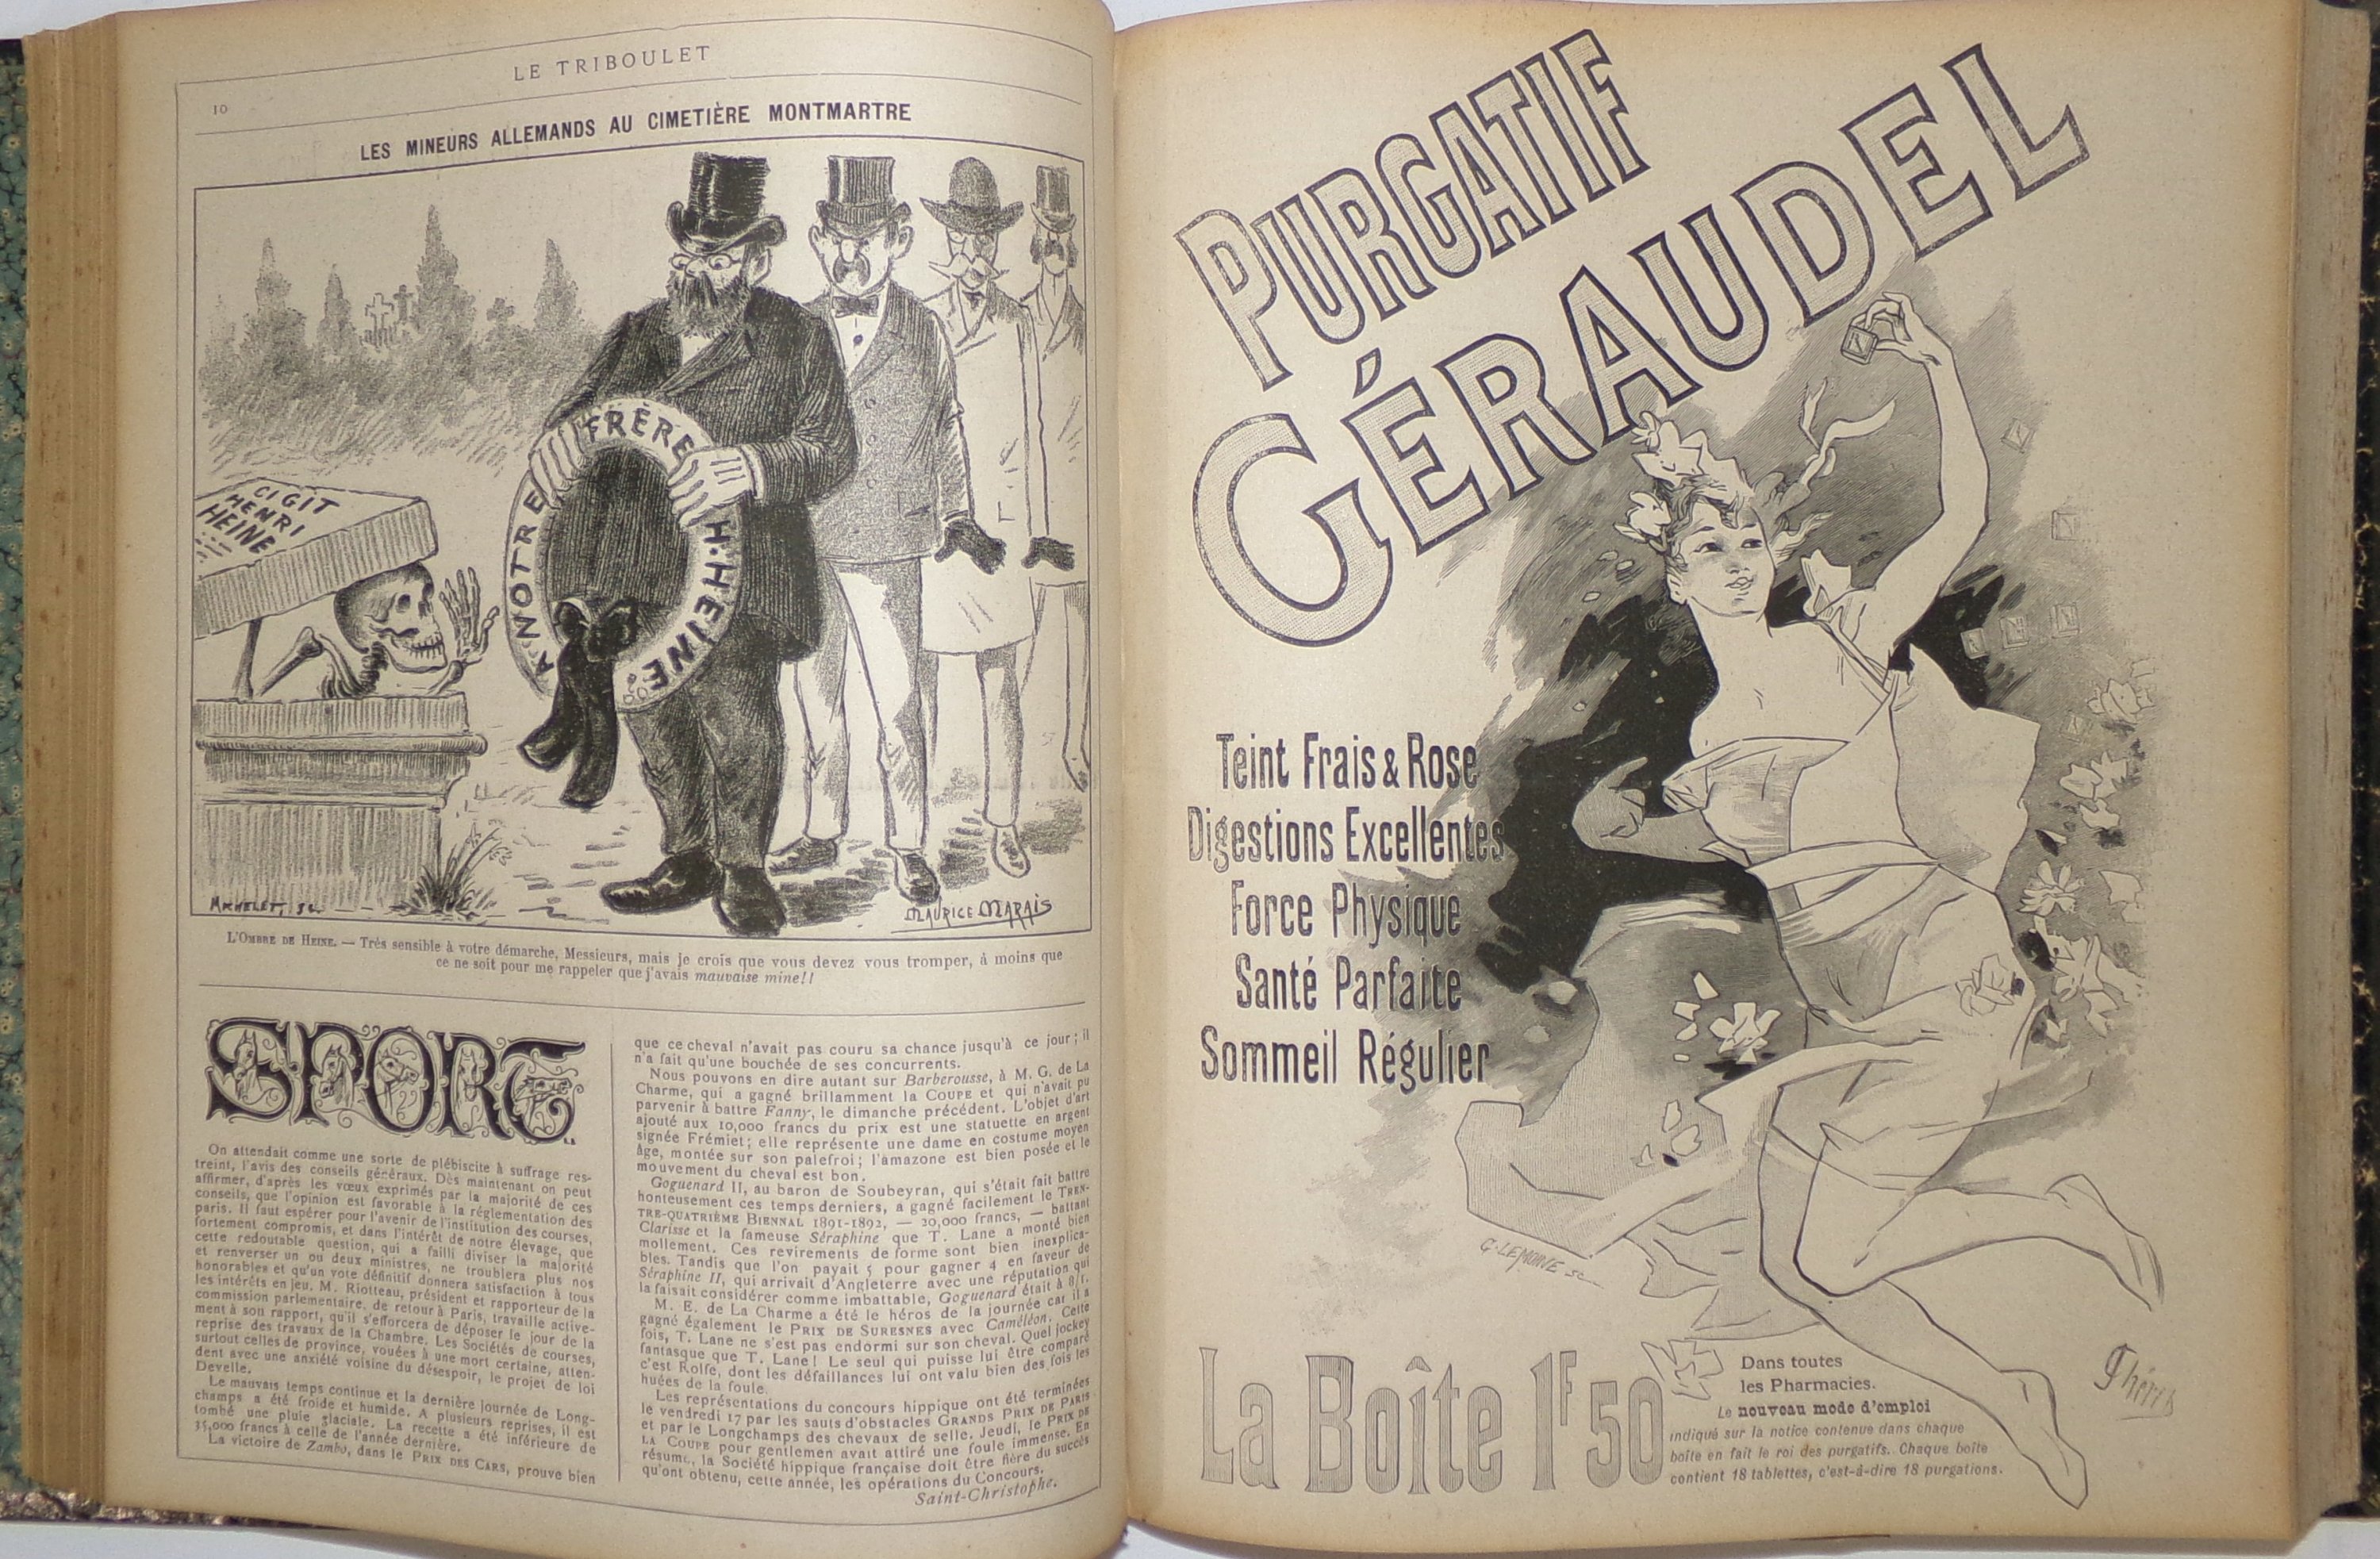 LE TRIBOULET
10
LES MINEURS ALLEMANDS AU CIMETIÈRE MONTMARTRE
CI GIT
HENRI
HEINE
A NOTRE FRÈRE H. HEINE
MICHELET, SC.
MAURICE MARAIS
L'OMBRE DE HEINE. — Très sensible à votre démarche, Messieurs, mais je crois que vous devez vous tromper, à moins que
ce ne soit pour me rappeler que j'avais mauvaise mine!!
SPORT
On attendait comme une sorte de plébiscite à suffrage res-
treint, l'avis des conseils généraux. Dès maintenant on peut
affirmer, d'après les vœux exprimés par la majorité de ces
conseils, que l'opinion est favorable à la réglementation des
paris. Il faut espérer pour l'avenir de l'institution des courses,
fortement compromis, et dans l'intérêt de notre élevage, que
cette redoutable question, qui a failli diviser la majorité
et renverser un ou deux ministres, ne troublera plus nos
honorables et qu'un vote définitif donnera satisfaction à tous
les intérêts en jeu. M. Riotteau, président et rapporteur de la
commission parlementaire, de retour à Paris, travaille active-
ment à son rapport, qu'il s'efforcera de déposer le jour de la
reprise des travaux de la Chambre. Les Sociétés de courses,
surtout celles de province, vouées à une mort certaine, atten-
dent avec une anxiété voisine du désespoir, le projet de loi
Develle.
Le mauvais temps continue et la dernière journée de Long-
champs a été froide et humide. A plusieurs reprises, il est
tombé une pluie glaciale. La recette a été inférieure de
35,000 francs à celle de l'année dernière.
La victoire de Zambo, dans le PRIX DES CARS, prouve bien
que ce cheval n'avait pas couru sa chance jusqu'à ce jour; il
n'a fait qu'une bouchée de ses concurrents.
Nous pouvons en dire autant sur Barberousse, à M. G. de La
Charme, qui a gagné brillamment la COUPE et qui n'avait pu
parvenir à battre Fanny, le dimanche précédent. L'objet d'art
ajouté aux 10,000 francs du prix est une statuette en argent
signée Frémiet; elle représente une dame en costume moyen
âge, montée sur son palefroi; l'amazone est bien posée et le
mouvement du cheval est bon.
Goguenard II, au baron de Soubeyran, qui s'était fait battre
honteusement ces temps derniers, a gagné facilement le TREN-
TRE-QUATRIÈME BIENNAL 1891-1892, — 20,000 francs, — battant
Clarisse et la fameuse Séraphine que T. Lane a monté bien
mollement. Ces revirements de forme sont bien inexplica-
bles. Tandis que l'on payait 5 pour gagner 4 en faveur de
Séraphine II, qui arrivait d'Angleterre avec une réputation qui
la faisait considérer comme imbattable, Goguenard était à 8/1.
M. E. de La Charme a été le héros de la journée car il a
gagné également le PRIX DE SURESNES avec Caméléon. Cette
fois, T. Lane ne s'est pas endormi sur son cheval. Quel jockey
fantasque que T. Lane! Le seul qui puisse lui être comparé
c'est Rolfe, dont les défaillances lui ont valu bien des fois les
huées de la foule.
Les représentations du concours hippique ont été terminées
le vendredi 17 par les sauts d'obstacles GRANDS PRIX DE PARIS
et par le Longchamps des chevaux de selle. Jeudi, le PRIX DE
LA COUPE pour gentlemen avait attiré une foule immense. En
résumé, la Société hippique française doit être fière du succès
qu'ont obtenu, cette année, les opérations du Concours.
Saint-Christophe.
PURGATIF
GÉRAUDEL
Teint Frais & Rose
Digestions Excellentes
Force Physique
Santé Parfaite
Sommeil Régulier
G. LEMOINE sc
La Boîte 1F50
Dans toutes
les Pharmacies.
Le nouveau mode d'emploi
indiqué sur la notice contenue dans chaque
boîte en fait le roi des purgatifs. Chaque boîte
contient 18 tablettes, c'est-à-dire 18 purgations.